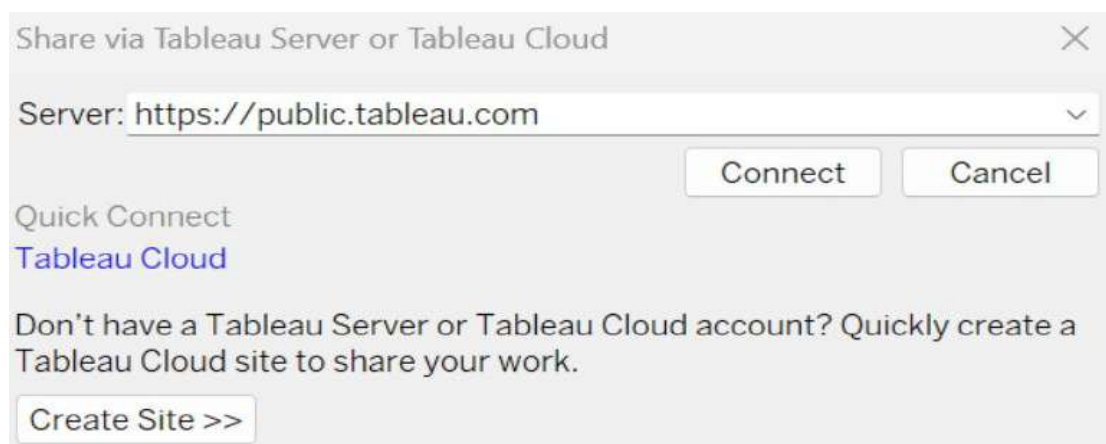 Share via Tableau Server or Tableau Cloud
Server: https://public.tableau.com
Connect Cancel
Quick Connect
Tableau Cloud
Don't have a Tableau Server or Tableau Cloud account? Quickly create a
Tableau Cloud site to share your work.
Create Site >>